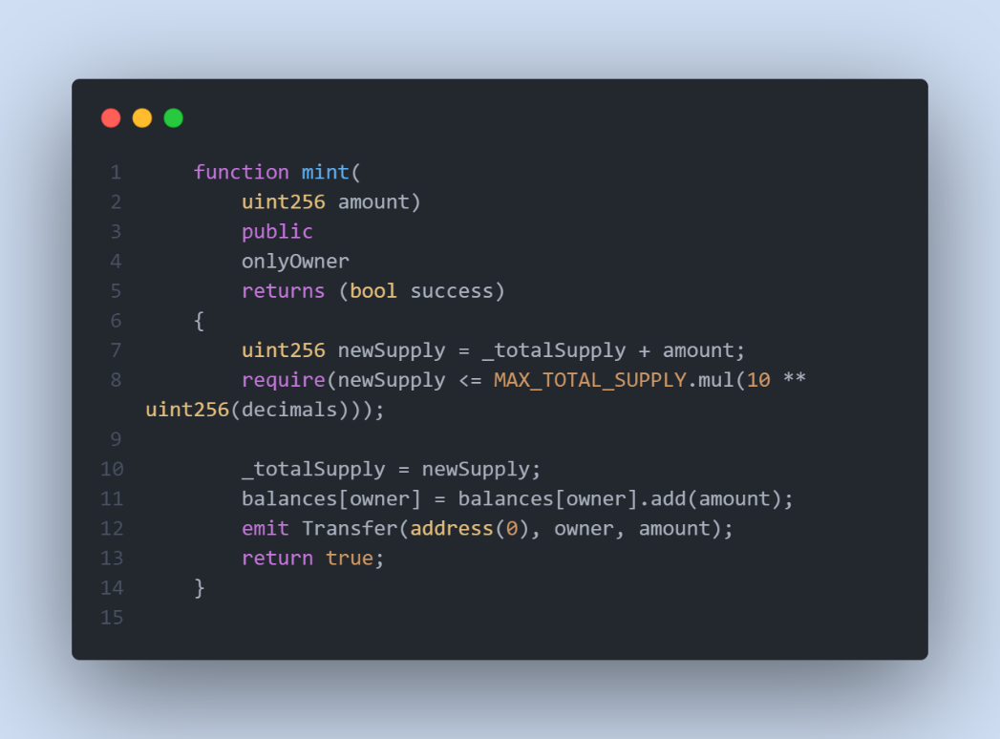 1 function mint(
2 uint256 amount)
3 public
4 onlyOwner
5 returns (bool success)
6 {
7 uint256 newSupply = _totalSupply + amount;
8 require(newSupply <= MAX_TOTAL_SUPPLY.mul(10 **
uint256(decimals)));
9
10 _totalSupply = newSupply;
11 balances[owner] = balances[owner].add(amount);
12 emit Transfer(address(0), owner, amount);
13 return true;
14 }
15